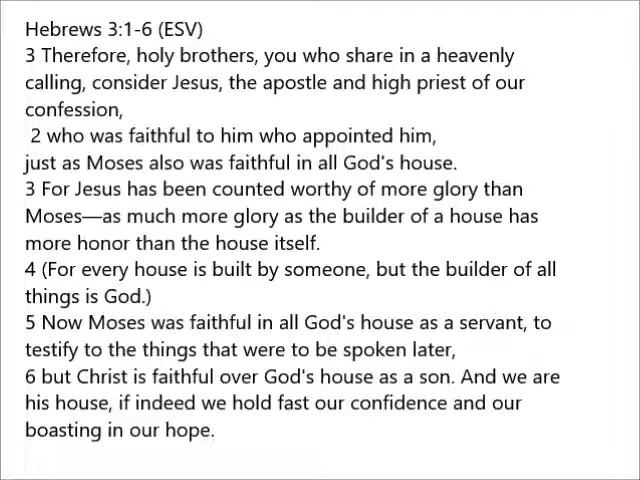 Hebrews 3:1-6 (ESV)
3 Therefore, holy brothers, you who share in a heavenly
calling, consider Jesus, the apostle and high priest of our
confession,
2 who was faithful to him who appointed him,
just as Moses also was faithful in all God's house.
3 For Jesus has been counted worthy of more glory than
Moses—as much more glory as the builder of a house has
more honor than the house itself.
4 (For every house is built by someone, but the builder of all
things is God.)
5 Now Moses was faithful in all God's house as a servant, to
testify to the things that were to be spoken later,
6 but Christ is faithful over God's house as a son. And we are
his house, if indeed we hold fast our confidence and our
boasting in our hope.